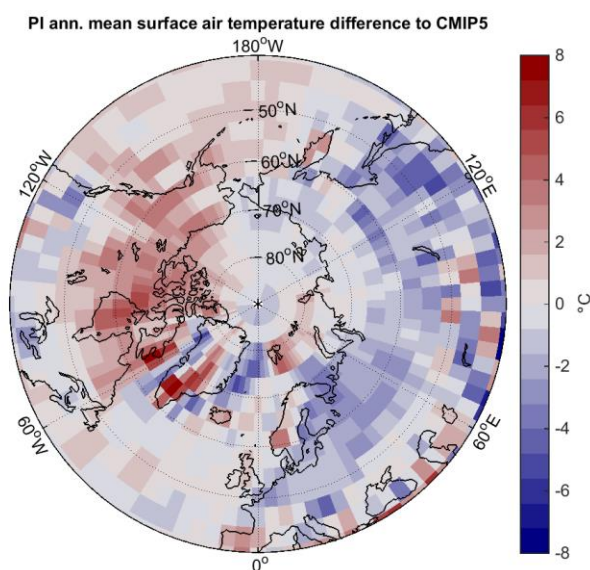 PI ann. mean surface air temperature difference to CMIP5
180°W
50°N
60°N
70°N
80°N
120°W
120°E
60°W
60°E
0°
8
6
4
2
0
-2
-4
-6
-8
°C